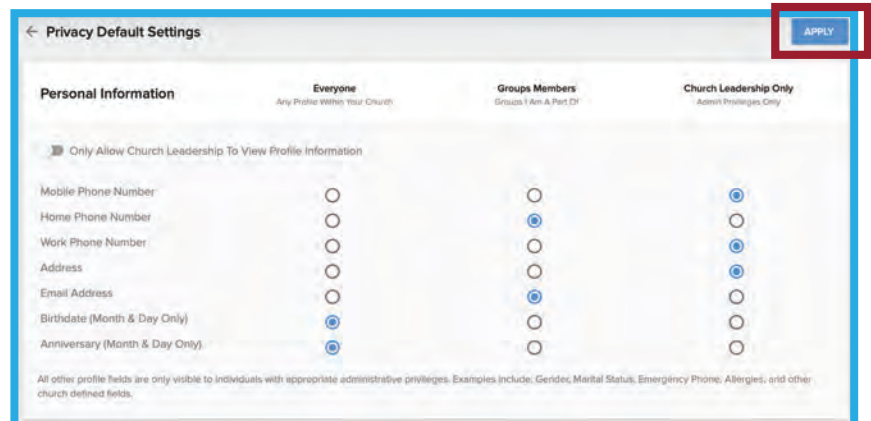 ← Privacy Default Settings
APPLY
Personal Information
Everyone
Any Profile Within Your Church
Groups Members
Groups I Am A Part Of
Church Leadership Only
Admin Privileges Only
Only Allow Church Leadership To View Profile Information
Mobile Phone Number
Home Phone Number
Work Phone Number
Address
Email Address
Birthdate (Month & Day Only)
Anniversary (Month & Day Only)
All other profile fields are only visible to individuals with appropriate administrative privileges. Examples include: Gender, Marital Status, Emergency Phone, Allergies, and other
church defined fields.